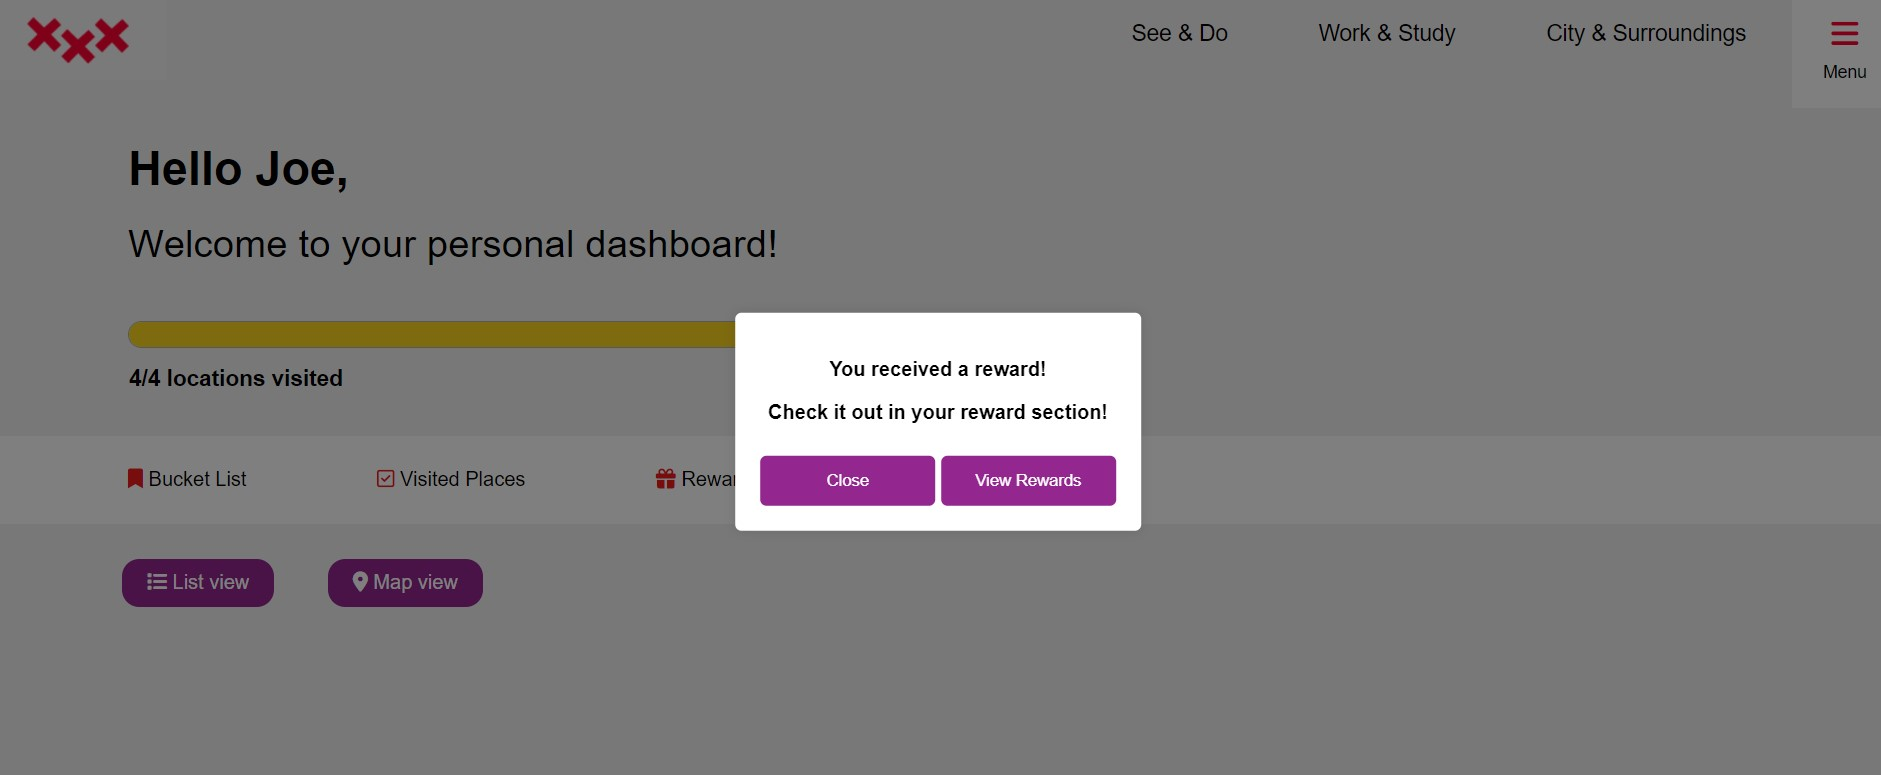 See & Do
Work & Study
City & Surroundings
Menu
Hello Joe,
Welcome to your personal dashboard!
4/4 locations visited
You received a reward!
Check it out in your reward section!
Close
View Rewards
Bucket List
Visited Places
List view
Map view